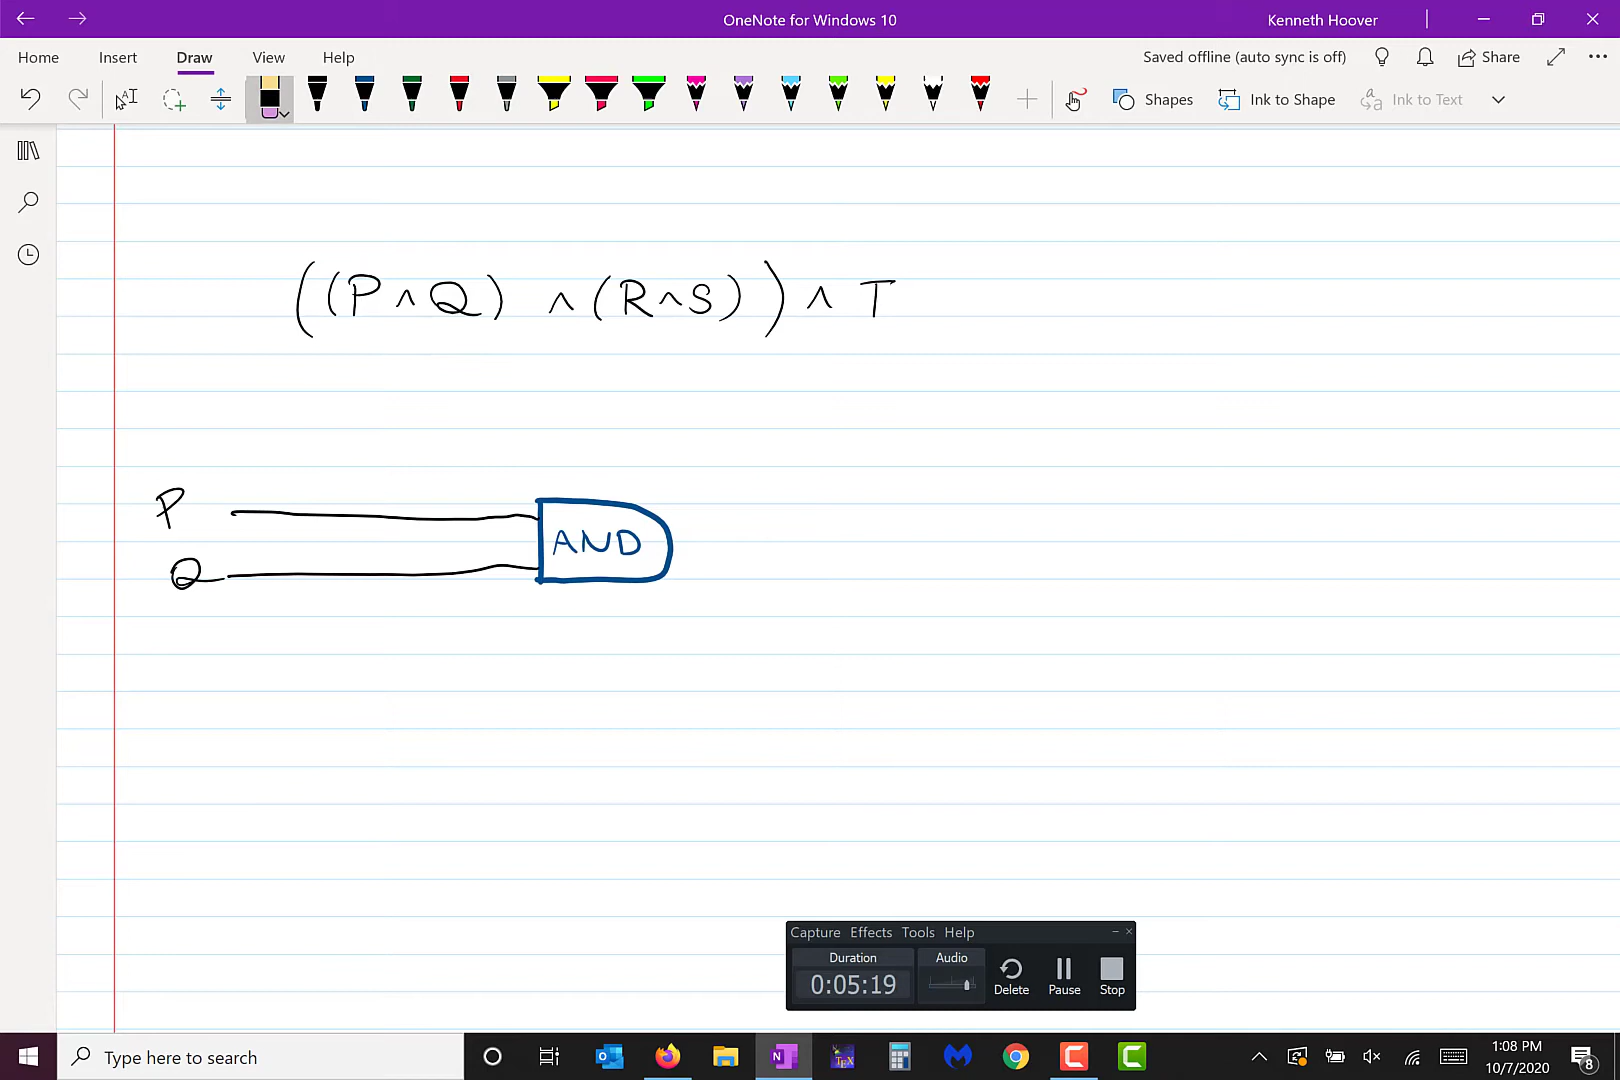 OneNote for Windows 10
Kenneth Hoover
Home Insert Draw View Help
Saved offline (auto sync is off) Share
Shapes Ink to Shape Ink to Text
((P ∧ Q) ∧ (R ∧ S)) ∧ T
P
AND
Q
Capture Effects Tools Help
Duration Audio
0:05:19
Delete Pause Stop
Type here to search
1:08 PM
10/7/2020
8